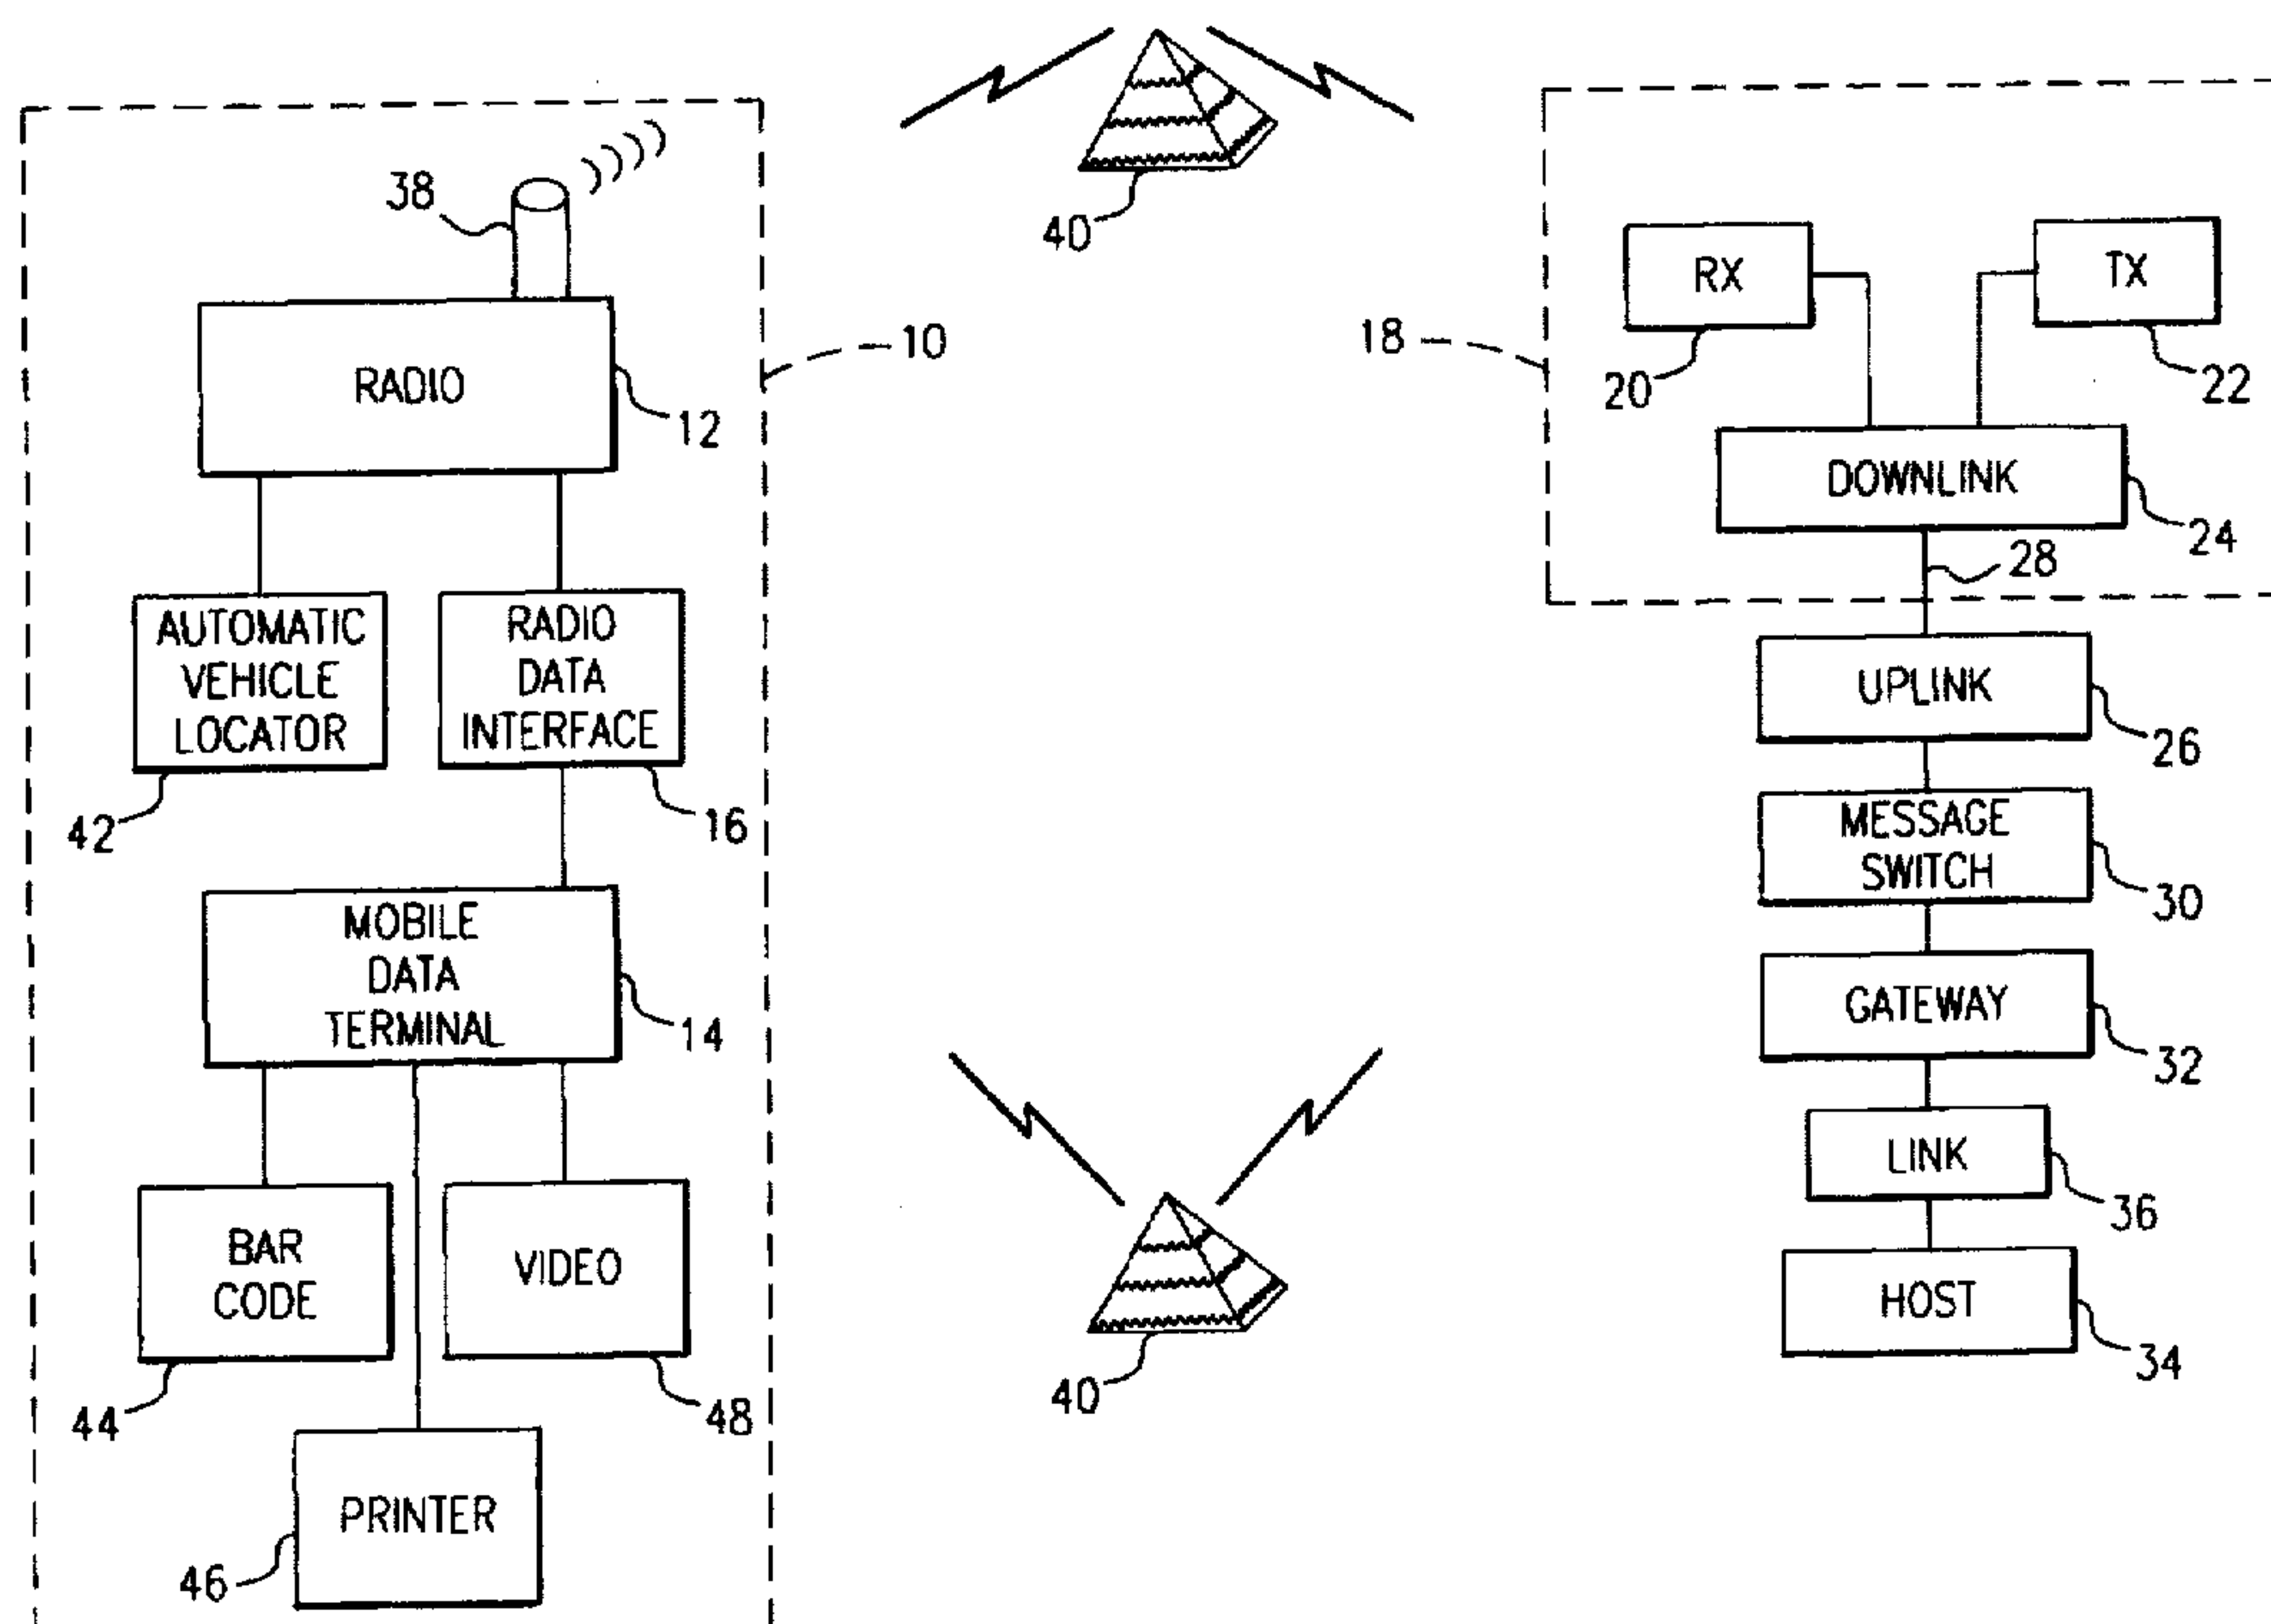 38
40
RADIO
12
10
AUTOMATIC
VEHICLE
LOCATOR
42
RADIO
DATA
INTERFACE
16
MOBILE
DATA
TERMINAL
14
BAR
CODE
44
VIDEO
48
PRINTER
46
40
18
RX
20
TX
22
DOWNLINK
24
28
UPLINK
26
MESSAGE
SWITCH
30
GATEWAY
32
LINK
36
HOST
34